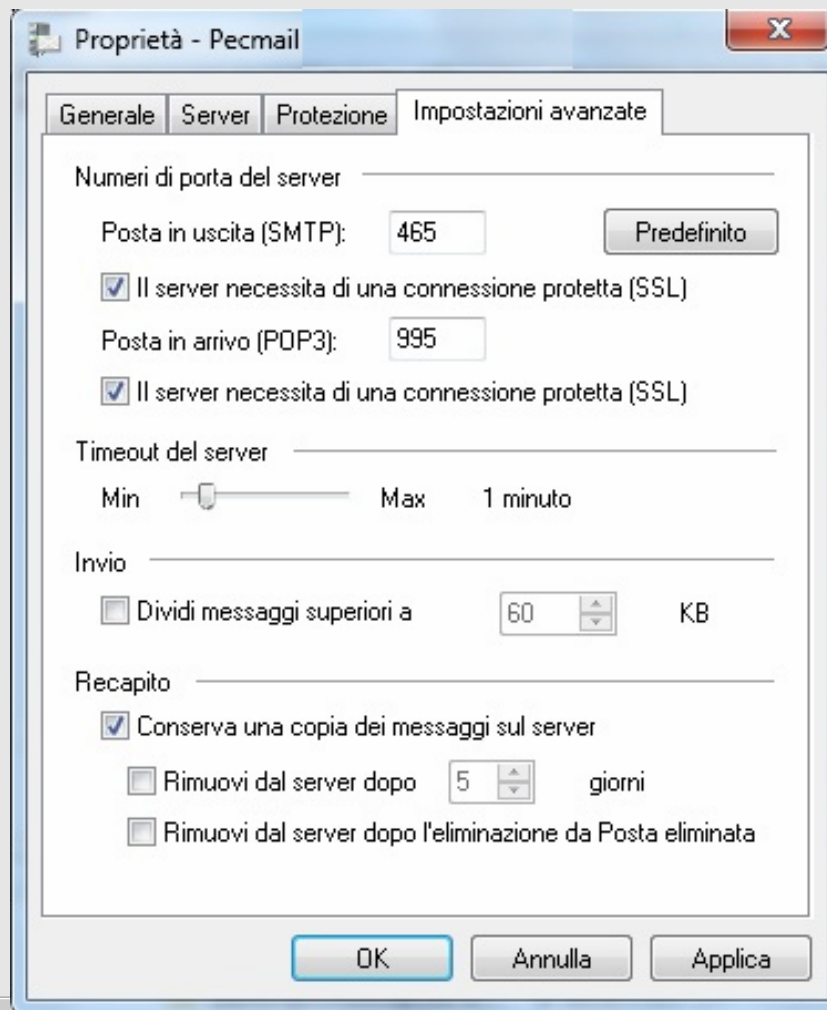 Proprietà - Pecmail
Generale Server Protezione Impostazioni avanzate
Numeri di porta del server
Posta in uscita (SMTP): 465 Predefinito
Il server necessita di una connessione protetta (SSL)
Posta in arrivo (POP3): 995
Il server necessita di una connessione protetta (SSL)
Timeout del server
Min Max 1 minuto
Invio
Dividi messaggi superiori a 60 KB
Recapito
Conserva una copia dei messaggi sul server
Rimuovi dal server dopo 5 giorni
Rimuovi dal server dopo l'eliminazione da Posta eliminata
OK Annulla Applica